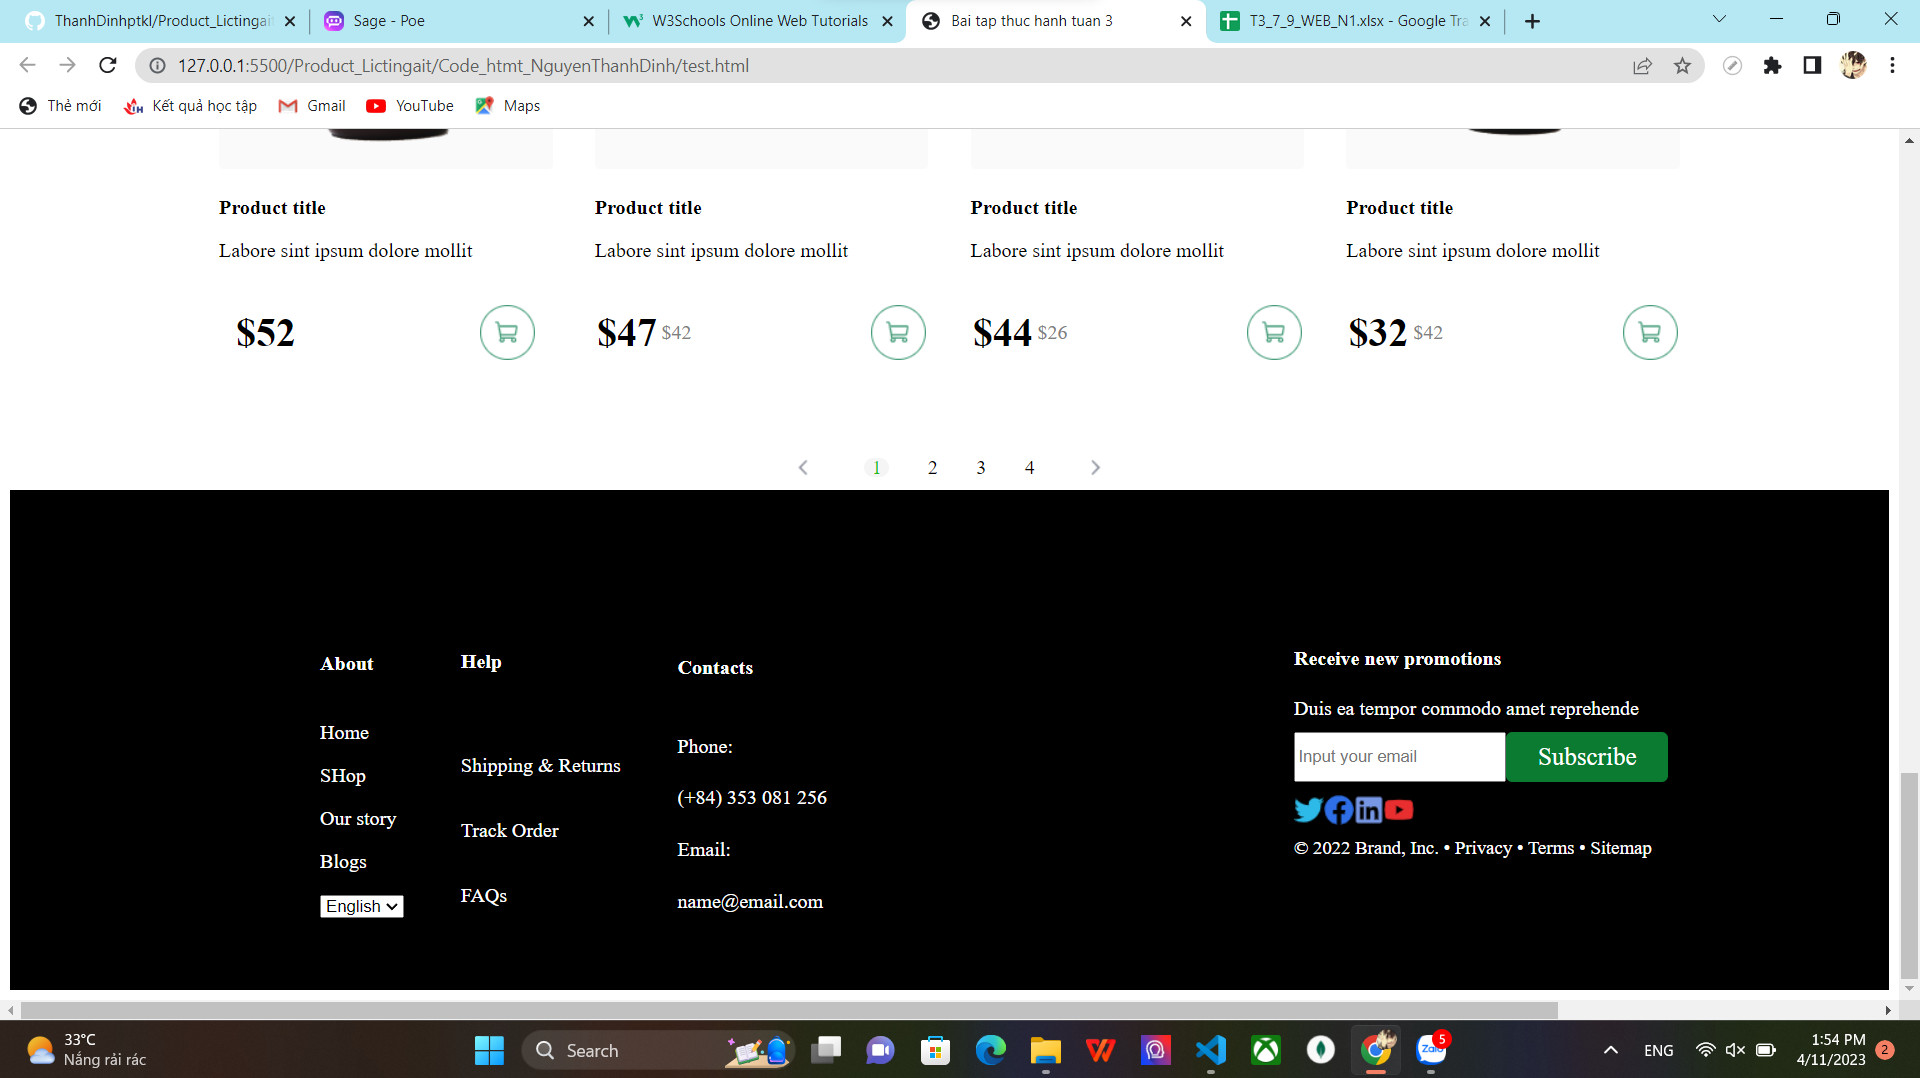 ThanhDinhptkl/Product_Lictingait
Sage - Poe
W3Schools Online Web Tutorials
Bai tap thuc hanh tuan 3
T3_7_9_WEB_N1.xlsx - Google Tra
127.0.0.1:5500/Product_Lictingait/Code_htmt_NguyenThanhDinh/test.html
Thẻ mới
Kết quả học tập
Gmail
YouTube
Maps
Product title
Product title
Product title
Product title
Labore sint ipsum dolore mollit
Labore sint ipsum dolore mollit
Labore sint ipsum dolore mollit
Labore sint ipsum dolore mollit
$52
$47 $42
$44 $26
$32 $42
1 2 3 4
About
Home
SHop
Our story
Blogs
English
Help
Shipping & Returns
Track Order
FAQs
Contacts
Phone:
(+84) 353 081 256
Email:
name@email.com
Receive new promotions
Duis ea tempor commodo amet reprehende
Input your email
Subscribe
© 2022 Brand, Inc. • Privacy • Terms • Sitemap
33°C
Nắng rải rác
Search
Zalo
5
ENG
1:54 PM
4/11/2023
2